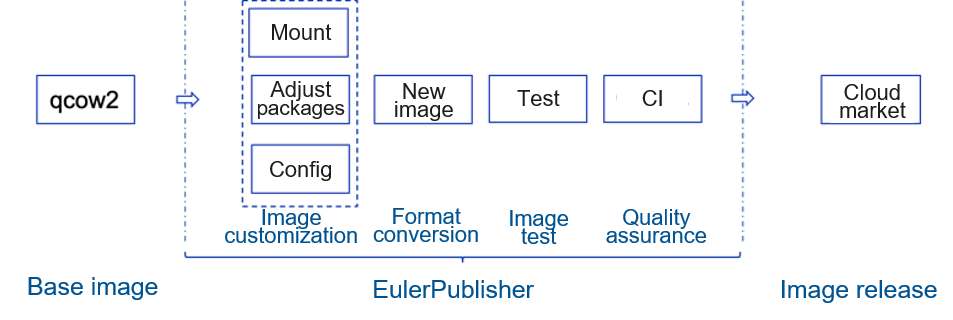 Mount
qcow2
Adjust
packages
New
image
Test
CI
Cloud
market
Config
Image
customization
Format
conversion
Image
test
Quality
assurance
Base image
EulerPublisher
Image release